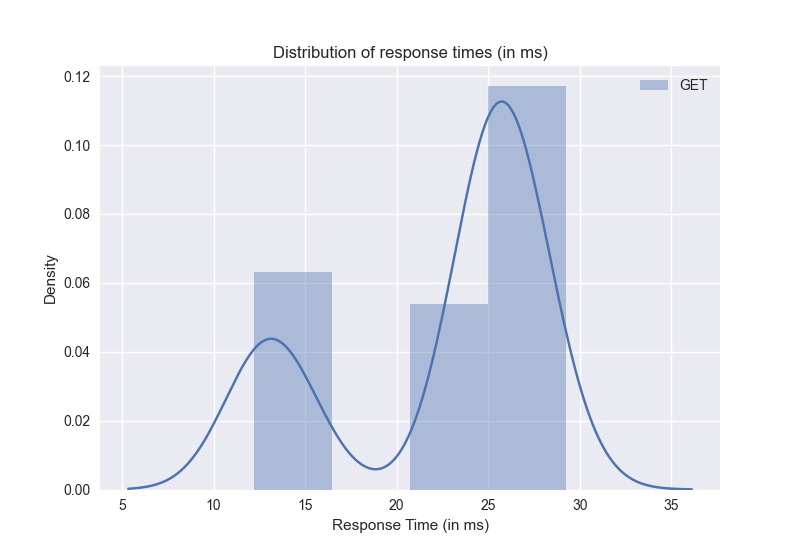 Distribution of response times (in ms)
GET
0.12
0.10
0.08
0.06
0.04
0.02
0.00
Density
5 10 15 20 25 30 35
Response Time (in ms)